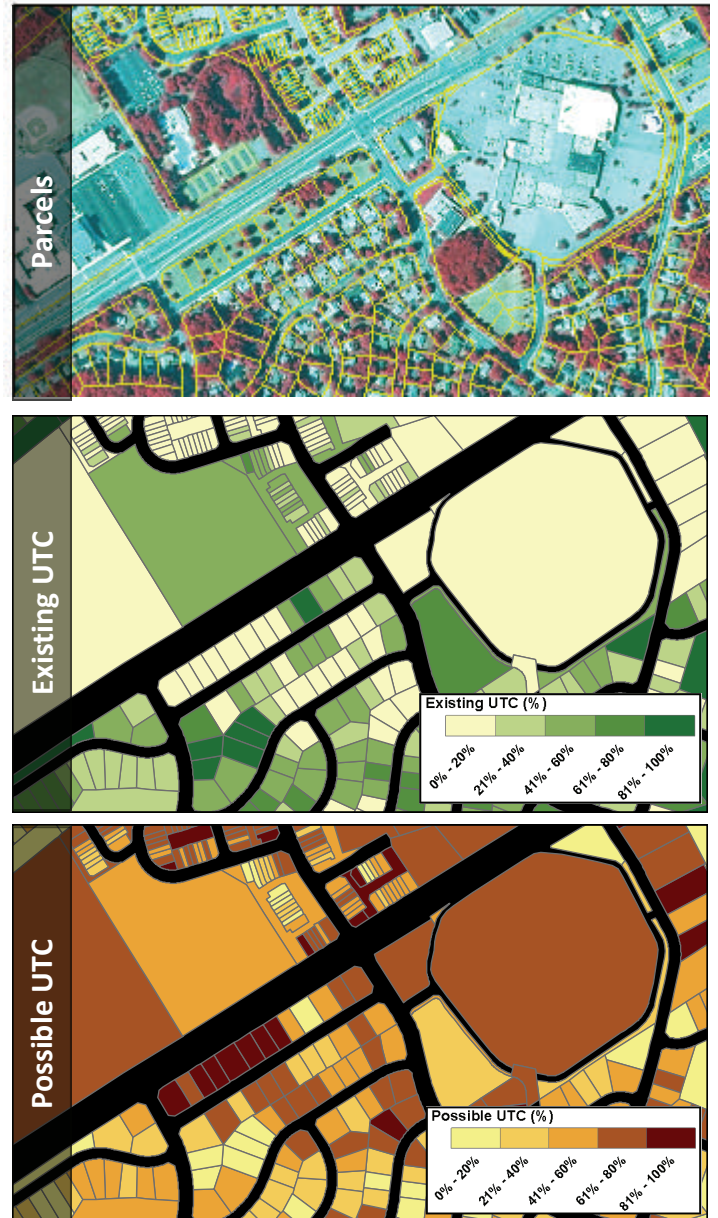 Parcels
Existing UTC
Existing UTC (%)
0% - 20%
21% - 40%
41% - 60%
61% - 80%
81% - 100%
Possible UTC
Possible UTC (%)
0% - 20%
21% - 40%
41% - 60%
61% - 80%
81% - 100%